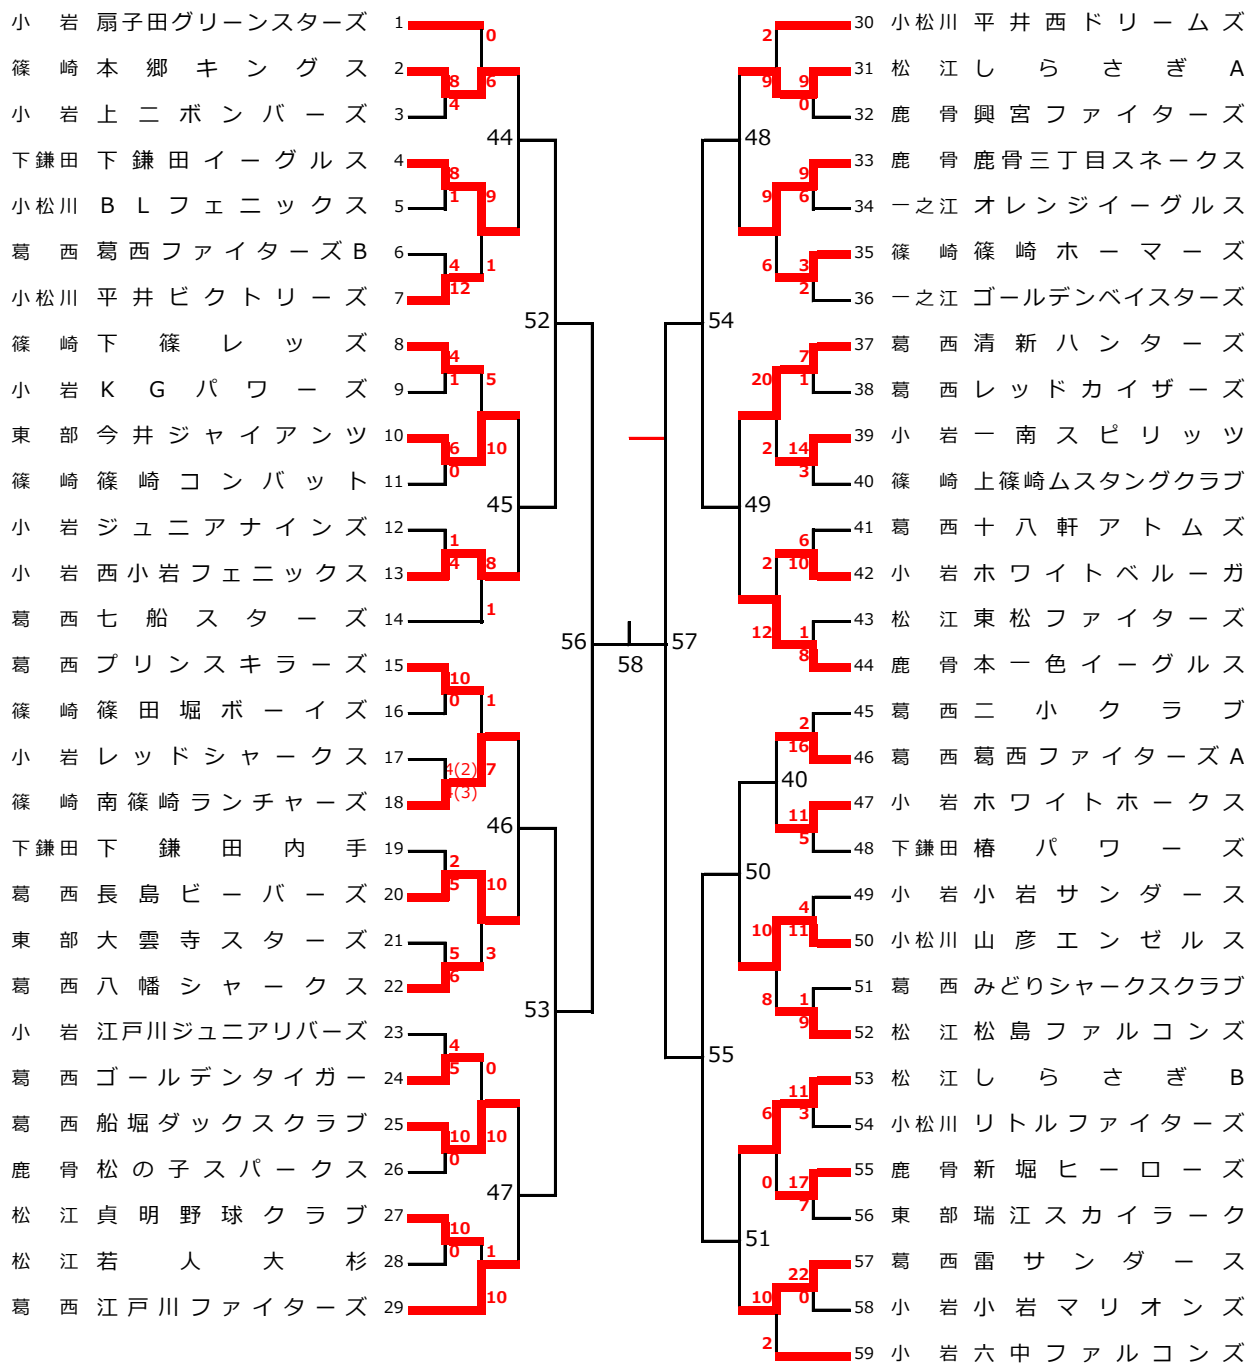 小岩 扇子田グリーンスターズ 1
0
篠崎 本郷キングス 2
8 6
小岩 上二ボンバーズ 3
4
44
下鎌田 下鎌田イーグルス 4
8
小松川 BLフェニックス 5
1 9
葛西 葛西ファイターズB 6
4 1
小松川 平井ビクトリーズ 7
12
52
篠崎 下篠レッズ 8
4
小岩 KGパワーズ 9
1 5
東部 今井ジャイアンツ 10
6 10
篠崎 篠崎コンバット 11
0
45
小岩 ジュニアナインズ 12
1
小岩 西小岩フェニックス 13
4 8
葛西 七船スターズ 14
1
56
葛西 プリンスキラーズ 15
10
篠崎 篠田堀ボーイズ 16
0 1
小岩 レッドシャークス 17
4(2) 7
篠崎 南篠崎ランチャーズ 18
4(3)
46
下鎌田 下鎌田内手 19
2
葛西 長島ビーバーズ 20
5 10
東部 大雲寺スターズ 21
5 3
葛西 八幡シャークス 22
6
53
小岩 江戸川ジュニアリバーズ 23
4
葛西 ゴールデンタイガー 24
5 0
葛西 船堀ダックスクラブ 25
10 10
鹿骨 松の子スパークス 26
0
47
松江 貞明野球クラブ 27
10
松江 若人大杉 28
0 1
葛西 江戸川ファイターズ 29
10
58
30 小松川 平井西ドリームズ
2
31 松江 しらさぎA
9 9
32 鹿骨 興宮ファイターズ
0
48
33 鹿骨 鹿骨三丁目スネークス
9
34 一之江 オレンジイーグルス
9 6
35 篠崎 篠崎ホーマーズ
6 3
36 一之江 ゴールデンベイスターズ
2
54
37 葛西 清新ハンターズ
7
38 葛西 レッドカイザーズ
20 1
39 小岩 一南スピリッツ
2 14
40 篠崎 上篠崎ムスタングクラブ
3
49
41 葛西 十八軒アトムズ
6
42 小岩 ホワイトベルーガ
2 10
43 松江 東松ファイターズ
12 1
44 鹿骨 本一色イーグルス
8
57
45 葛西 二小クラブ
2
46 葛西 葛西ファイターズA
16
40
47 小岩 ホワイトホークス
11
48 下鎌田 椿パワーズ
5
50
49 小岩 小岩サンダース
4
50 小松川 山彦エンゼルス
10 11
51 葛西 みどりシャークスクラブ
8 1
52 松江 松島ファルコンズ
9
55
53 松江 しらさぎB
11
54 小松川 リトルファイターズ
6 3
55 鹿骨 新堀ヒーローズ
0 17
56 東部 瑞江スカイラーク
7
51
57 葛西 雷サンダース
22
58 小岩 小岩マリオンズ
10 0
59 小岩 六中ファルコンズ
2